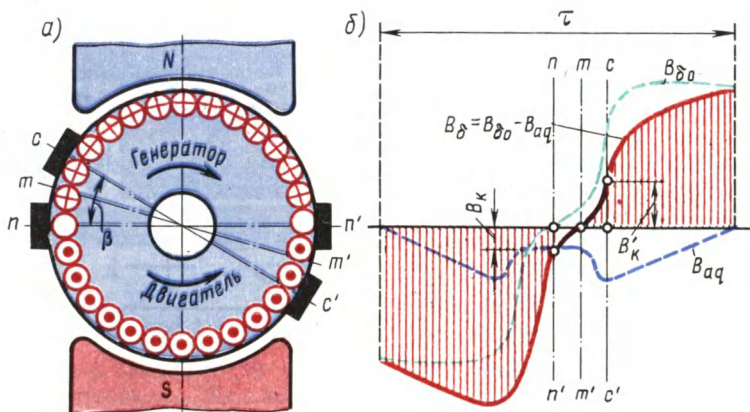 а)
N
c
m
n
Генератор
β
Двигатель
n'
m'
c'
S
б)
τ
n m c
B_δ0
B_δ = B_δ0 - B_aq
B_к
B'_к
B_aq
n' m' c'